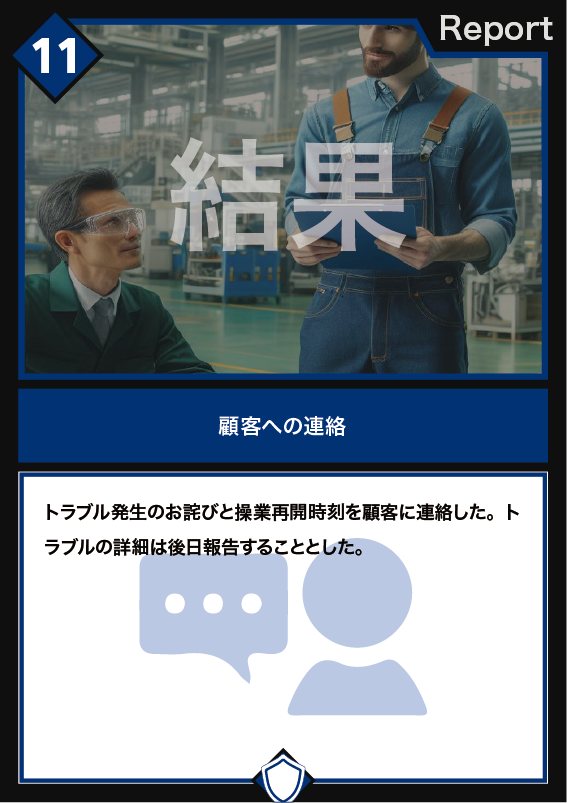 Report
11
結果
顧客への連絡
トラブル発生のお詫びと操業再開時刻を顧客に連絡した。ト
ラブルの詳細は後日報告することとした。